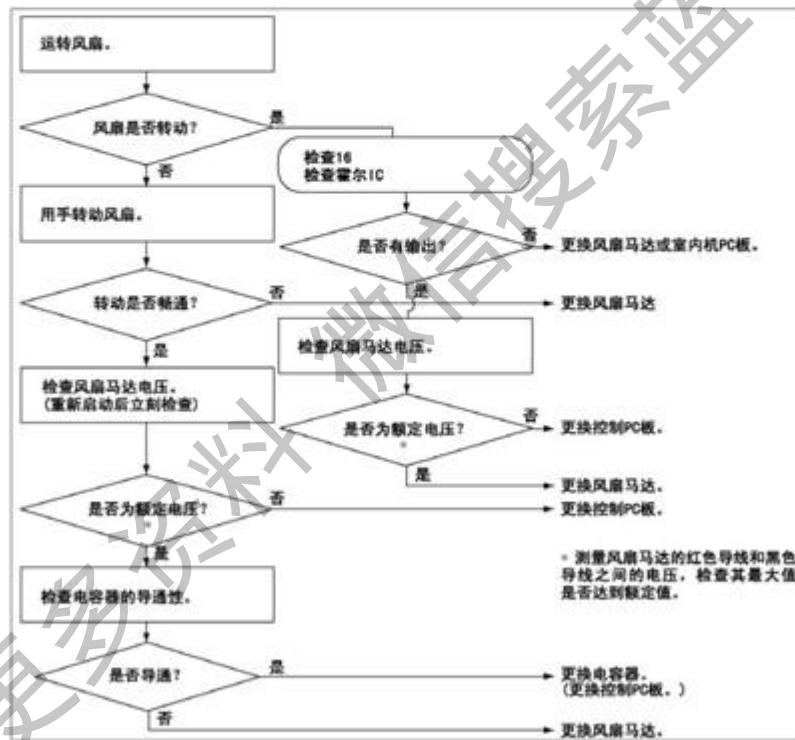 运转风扇。
风扇是否转动？
是
否
检查16
检查霍尔IC
用手转动风扇。
是否有输出？
否
更换风扇马达或室内机PC板。
是
转动是否畅通？
否
更换风扇马达
是
检查风扇马达电压。
检查风扇马达电压。
(重新启动后立刻检查)
是否为额定电压？
*
否
更换控制PC板。
是
更换风扇马达。
是否为额定电压？
*
否
更换控制PC板。
是
* 测量风扇马达的红色导线和黑色
导线之间的电压，检查其最大值
是否达到额定值。
检查电容器的导通性。
是否导通？
是
更换电容器。
(更换控制PC板。)
否
更换风扇马达。
更多资料 微信搜索蓝